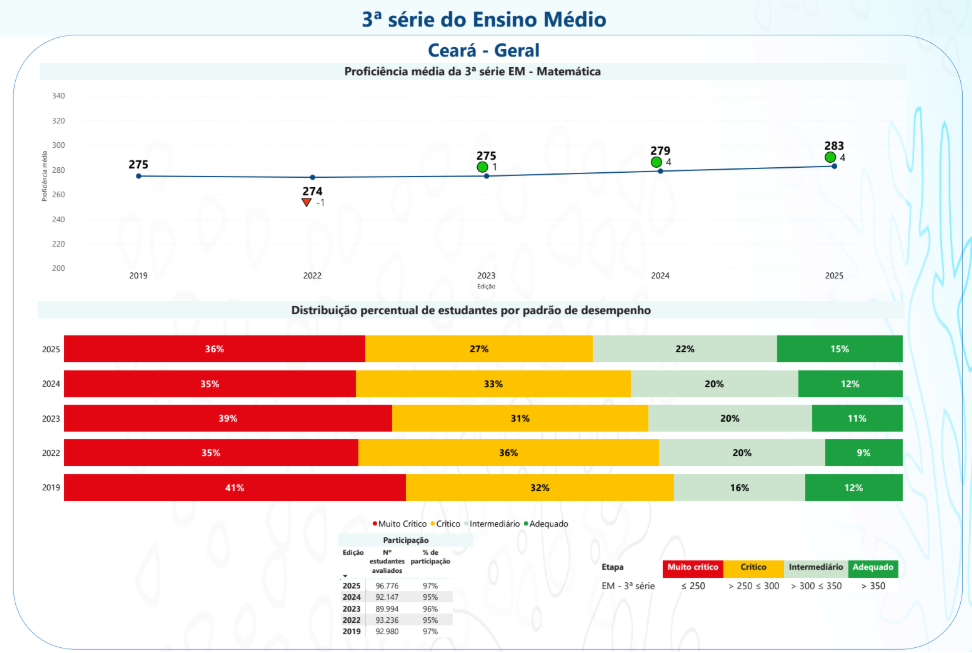 3ª série do Ensino Médio
Ceará - Geral
Proficiência média da 3ª série EM - Matemática
340
320
300
280
260
240
220
200
Proficiência média
275
274
-1
275
1
279
4
283
4
2019
2022
2023
2024
2025
Edição
Distribuição percentual de estudantes por padrão de desempenho
2025 36% 27% 22% 15%
2024 35% 33% 20% 12%
2023 39% 31% 20% 11%
2022 35% 36% 20% 9%
2019 41% 32% 16% 12%
Muito Crítico Crítico Intermediário Adequado
Participação
Edição Nº estudantes avaliados % de participação
2025 96.776 97%
2024 92.147 95%
2023 89.994 96%
2022 93.236 95%
2019 92.980 97%
Etapa Muito crítico Crítico Intermediário Adequado
EM - 3ª série ≤ 250 > 250 ≤ 300 > 300 ≤ 350 > 350